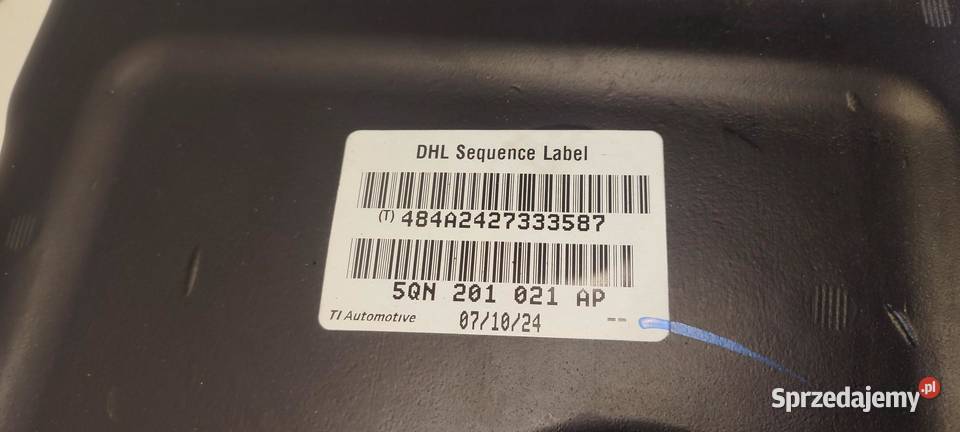 DHL Sequence Label
(T) 484A2427333587
5QN 201 021 AP
TI Automotive 07/10/24 --
Sprzedajemy.pl